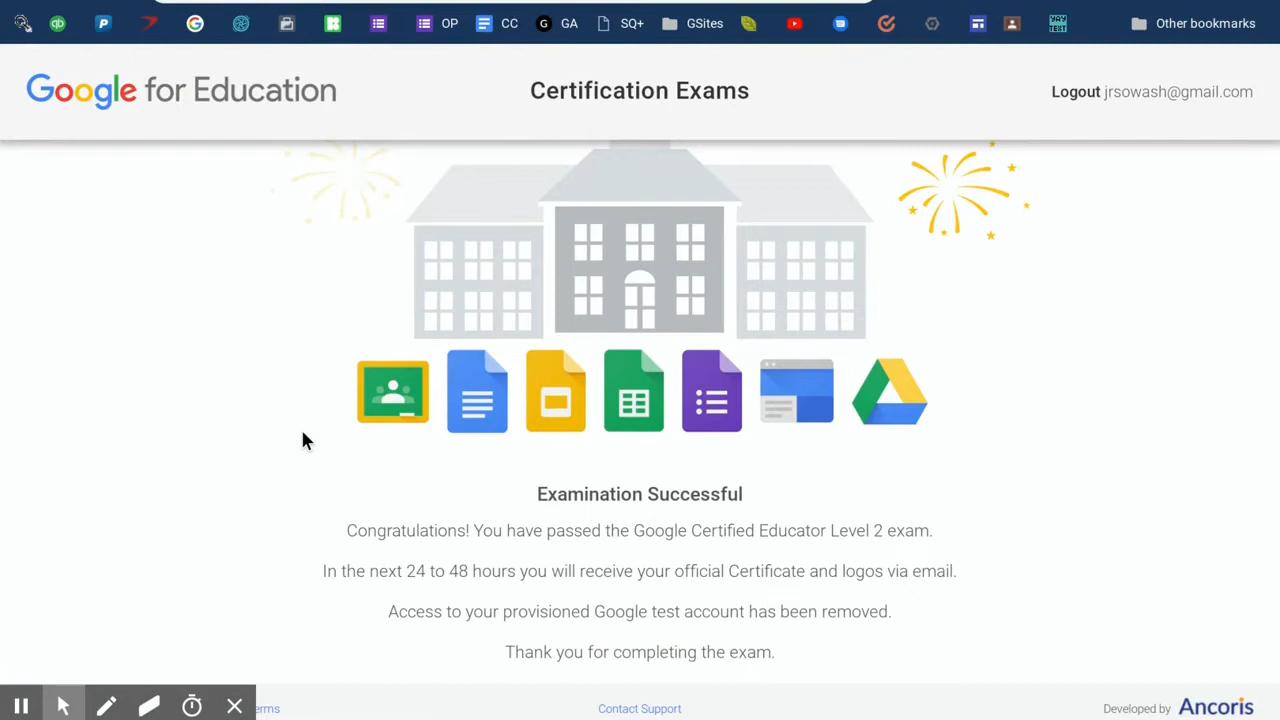 OP CC GA SQ+ GSites Other bookmarks
Google for Education
Certification Exams
Logout jrsowash@gmail.com
Examination Successful
Congratulations! You have passed the Google Certified Educator Level 2 exam.
In the next 24 to 48 hours you will receive your official Certificate and logos via email.
Access to your provisioned Google test account has been removed.
Thank you for completing the exam.
erms
Contact Support
Developed by Ancoris